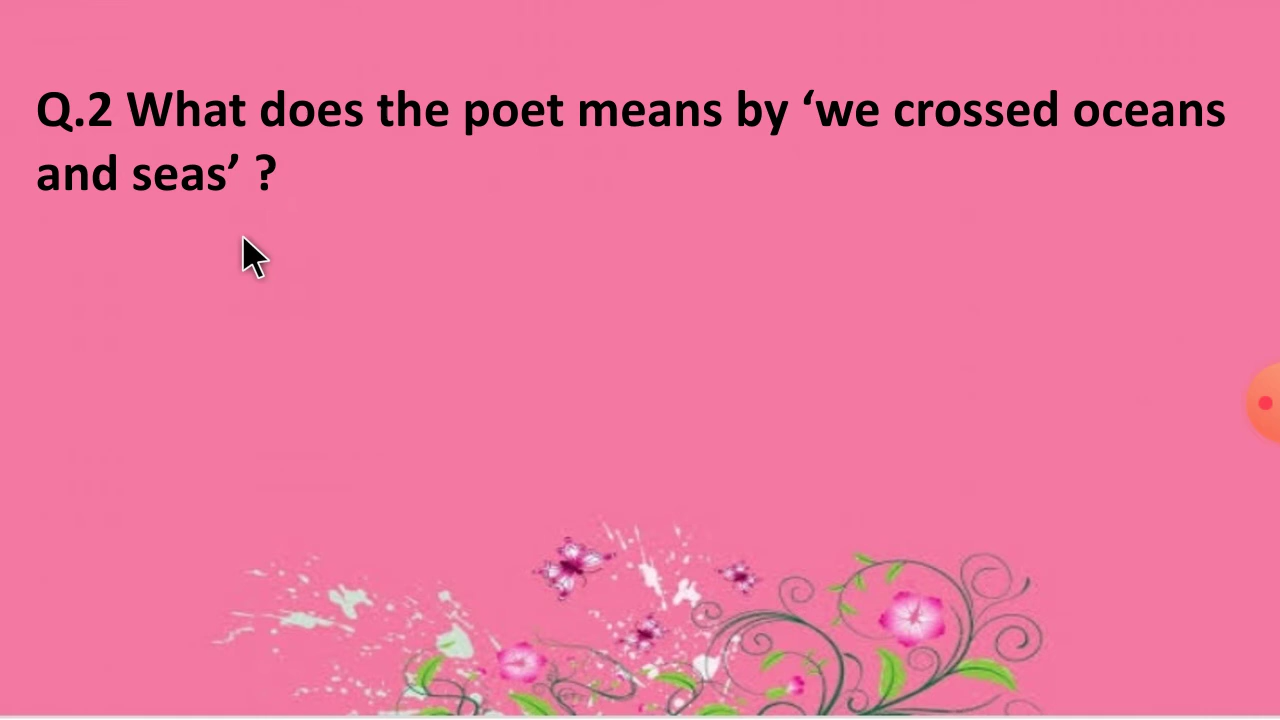 Q.2 What does the poet means by ‘we crossed oceans
and seas’ ?